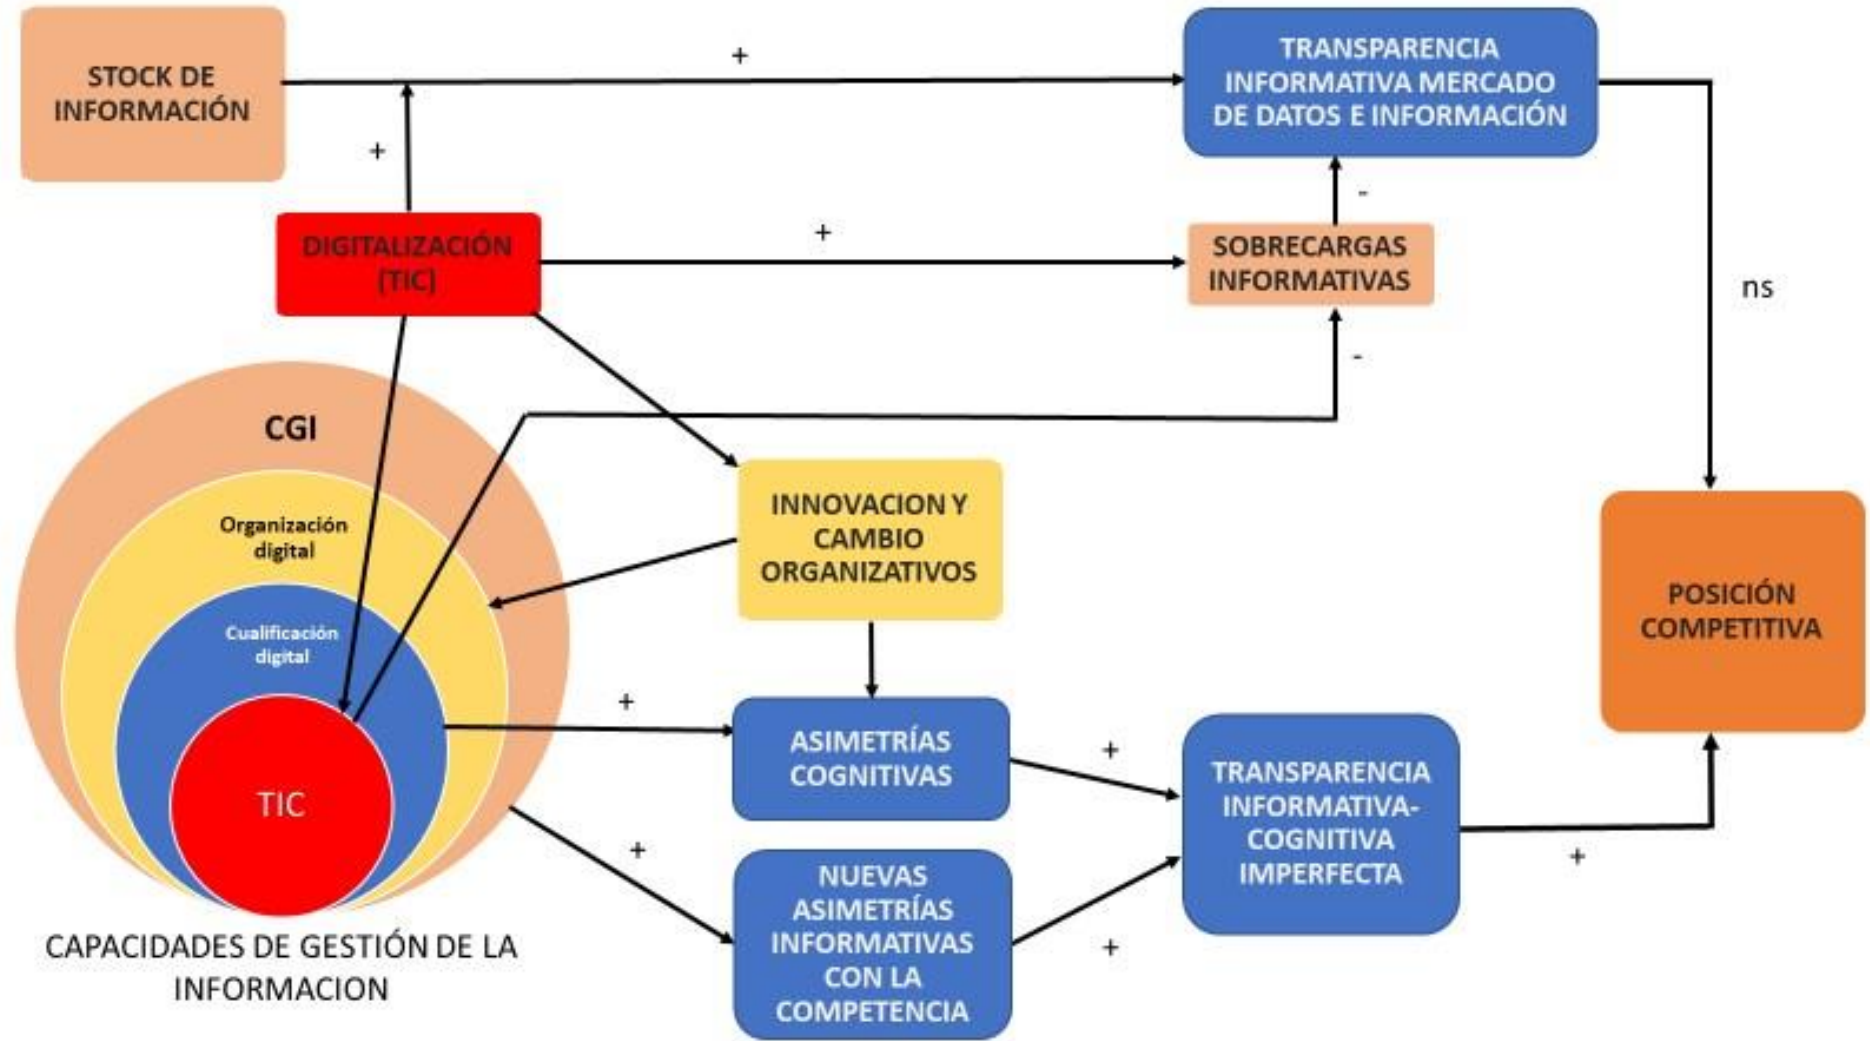 STOCK DE
INFORMACIÓN
+
TRANSPARENCIA
INFORMATIVA MERCADO
DE DATOS E INFORMACIÓN
+
-
DIGITALIZACIÓN
(TIC)
+
SOBRECARGAS
INFORMATIVAS
ns
-
CGI
Organización
digital
Cualificación
digital
TIC
CAPACIDADES DE GESTIÓN DE LA
INFORMACION
INNOVACION Y
CAMBIO
ORGANIZATIVOS
POSICIÓN
COMPETITIVA
+
ASIMETRÍAS
COGNITIVAS
+
TRANSPARENCIA
INFORMATIVA-
COGNITIVA
IMPERFECTA
+
+
NUEVAS
ASIMETRÍAS
INFORMATIVAS
CON LA
COMPETENCIA
+